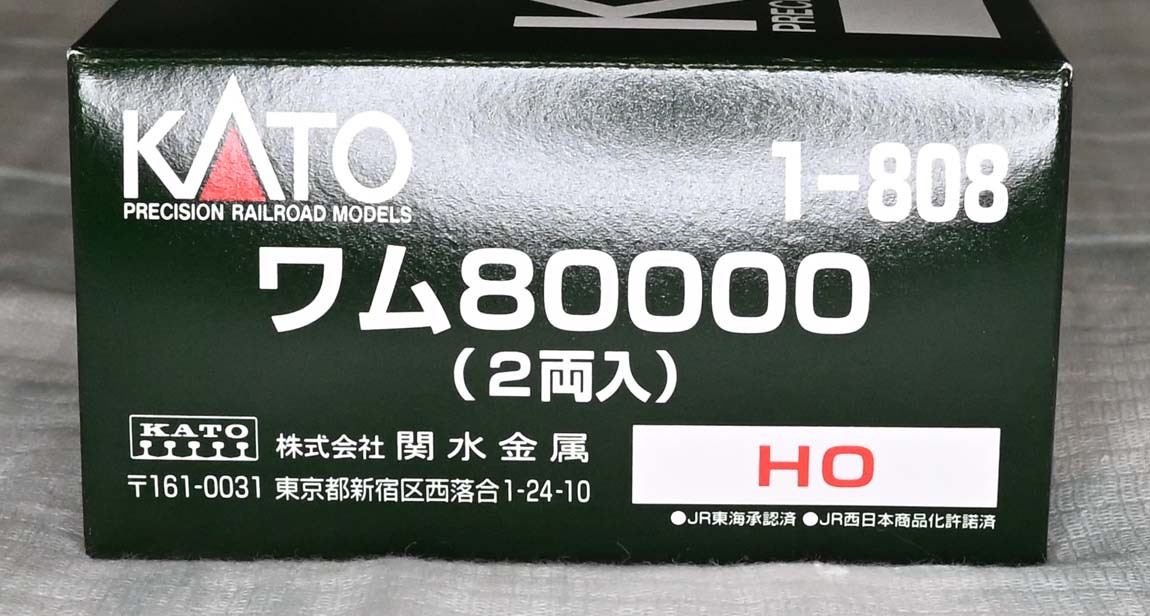 KATO
PRECISION RAILROAD MODELS
1-808
ワム80000
(2両入)
KATO
株式会社 関水金属
〒161-0031 東京都新宿区西落合1-24-10
HO
●JR東海承認済 ●JR西日本商品化許諾済